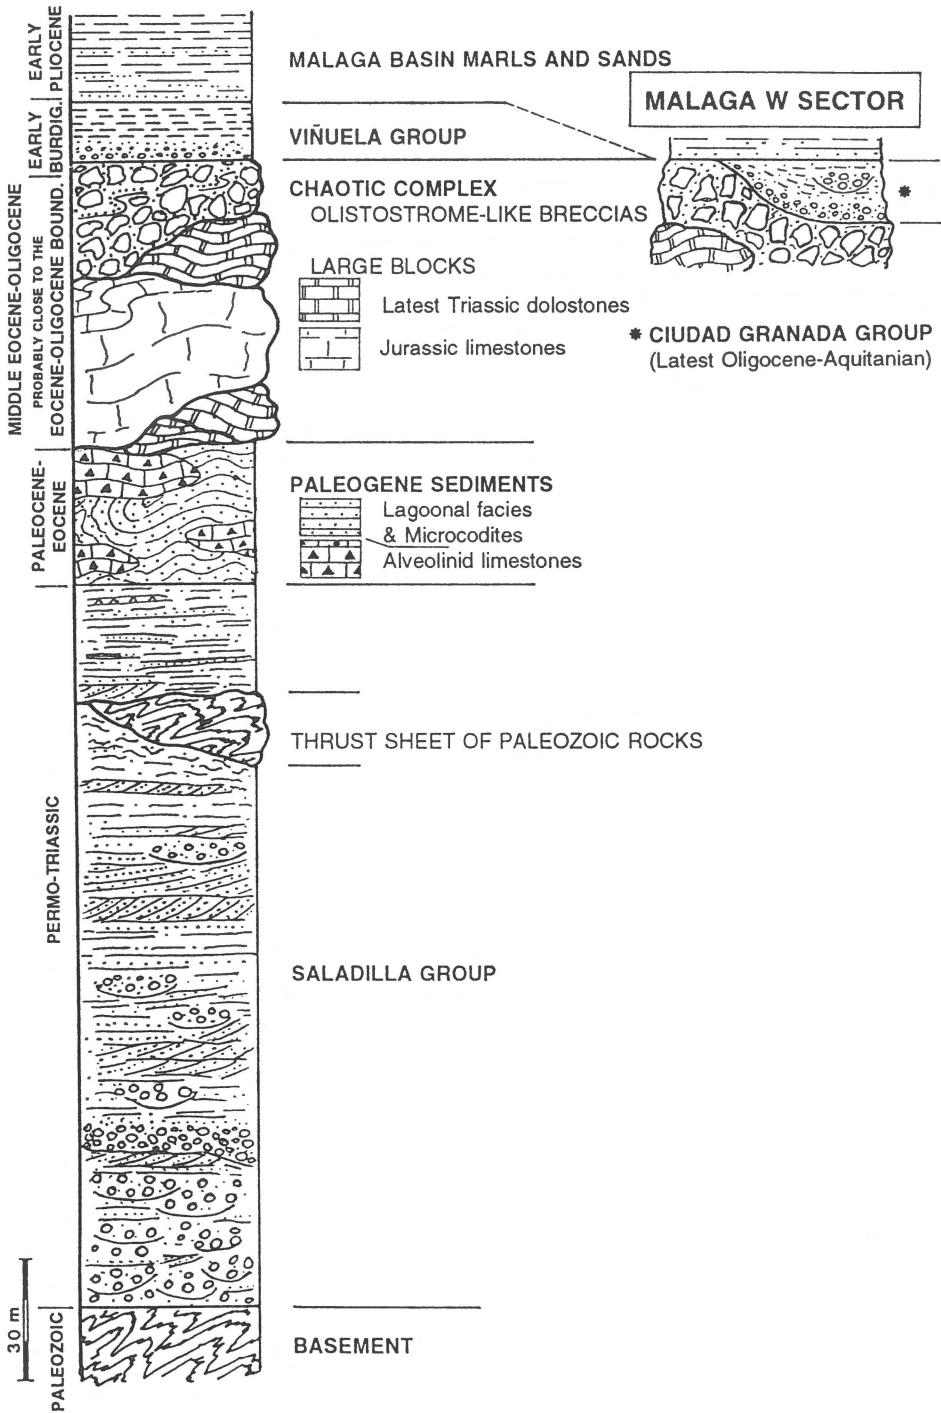 EARLY
PLIOCENE
MALAGA BASIN MARLS AND SANDS
MALAGA W SECTOR
EARLY
BURDIG.
VIÑUELA GROUP
MIDDLE EOCENE-OLIGOCENE
PROBABLY CLOSE TO THE
EOCENE-OLIGOCENE BOUND.
CHAOTIC COMPLEX
OLISTOSTROME-LIKE BRECCIAS
LARGE BLOCKS
Latest Triassic dolostones
Jurassic limestones
* CIUDAD GRANADA GROUP
(Latest Oligocene-Aquitanian)
*
PALEOCENE-
EOCENE
PALEOGENE SEDIMENTS
Lagoonal facies
& Microcodites
Alveolinid limestones
THRUST SHEET OF PALEOZOIC ROCKS
PERMO-TRIASSIC
SALADILLA GROUP
30 m
PALEOZOIC
BASEMENT